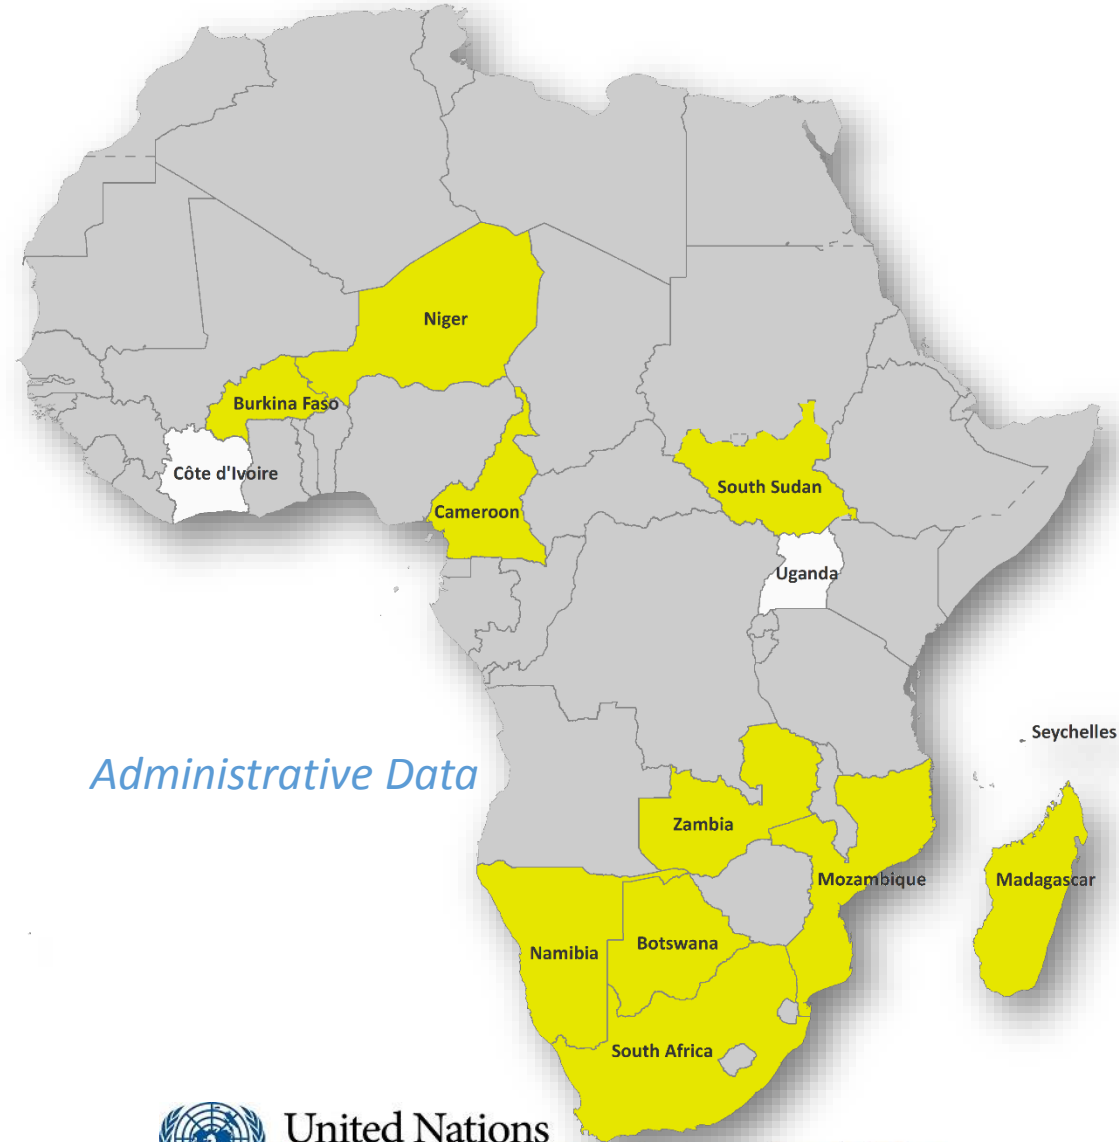 Niger
Burkina Faso
Côte d'Ivoire
South Sudan
Cameroon
Uganda
Seychelles
Administrative Data
Zambia
Mozambique
Madagascar
Botswana
Namibia
South Africa
United Nations